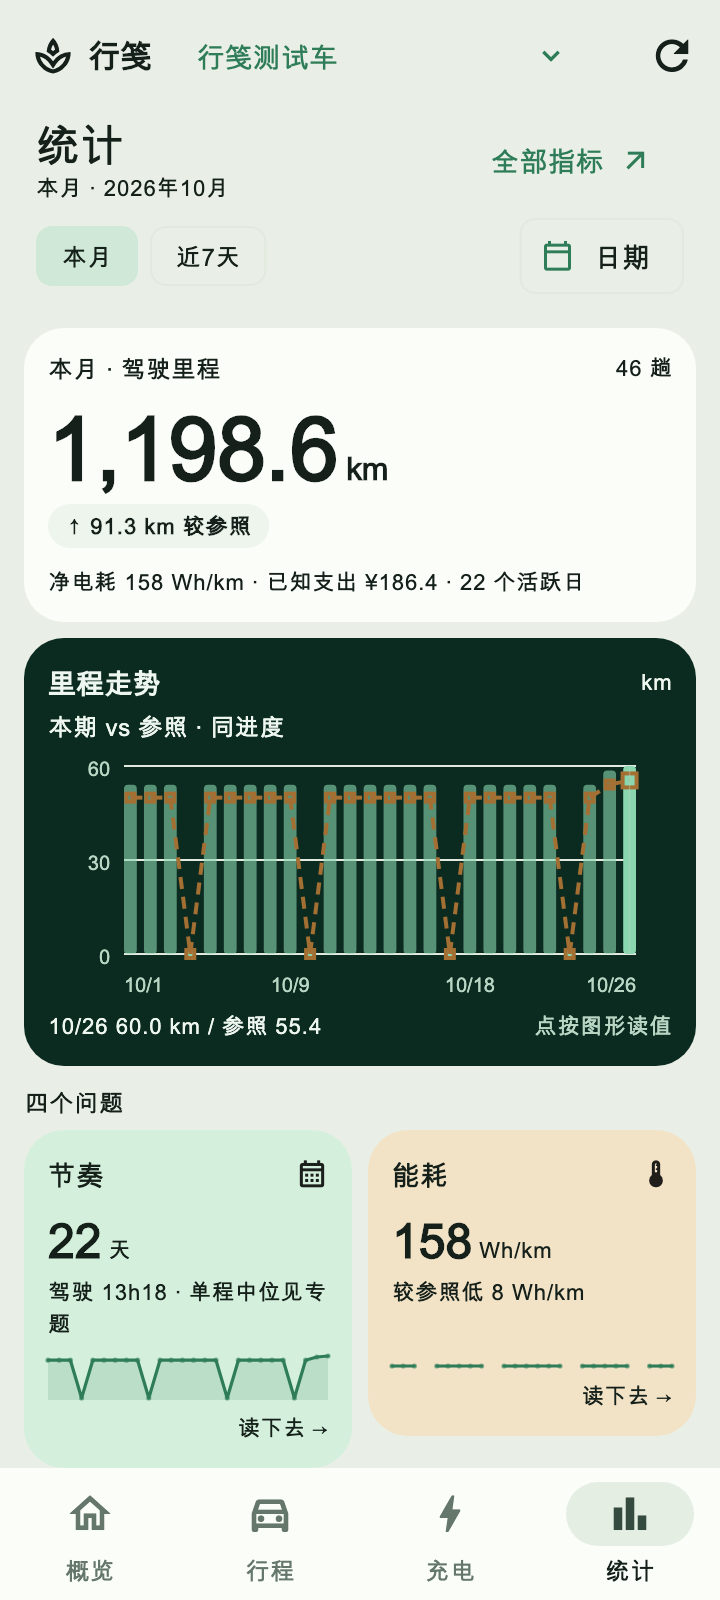 行笺 行笺测试车
统计
全部指标
本月 · 2026年10月
本月 近7天 日期
本月 · 驾驶里程 46 趟
1,198.6 km
↑ 91.3 km 较参照
净电耗 158 Wh/km · 已知支出 ¥186.4 · 22 个活跃日
里程走势 km
本期 vs 参照 · 同进度
60
30
0
10/1 10/9 10/18 10/26
10/26 60.0 km / 参照 55.4 点按图形读值
四个问题
节奏
22 天
驾驶 13h18 · 单程中位见专
题
读下去 →
能耗
158 Wh/km
较参照低 8 Wh/km
读下去 →
概览 行程 充电 统计